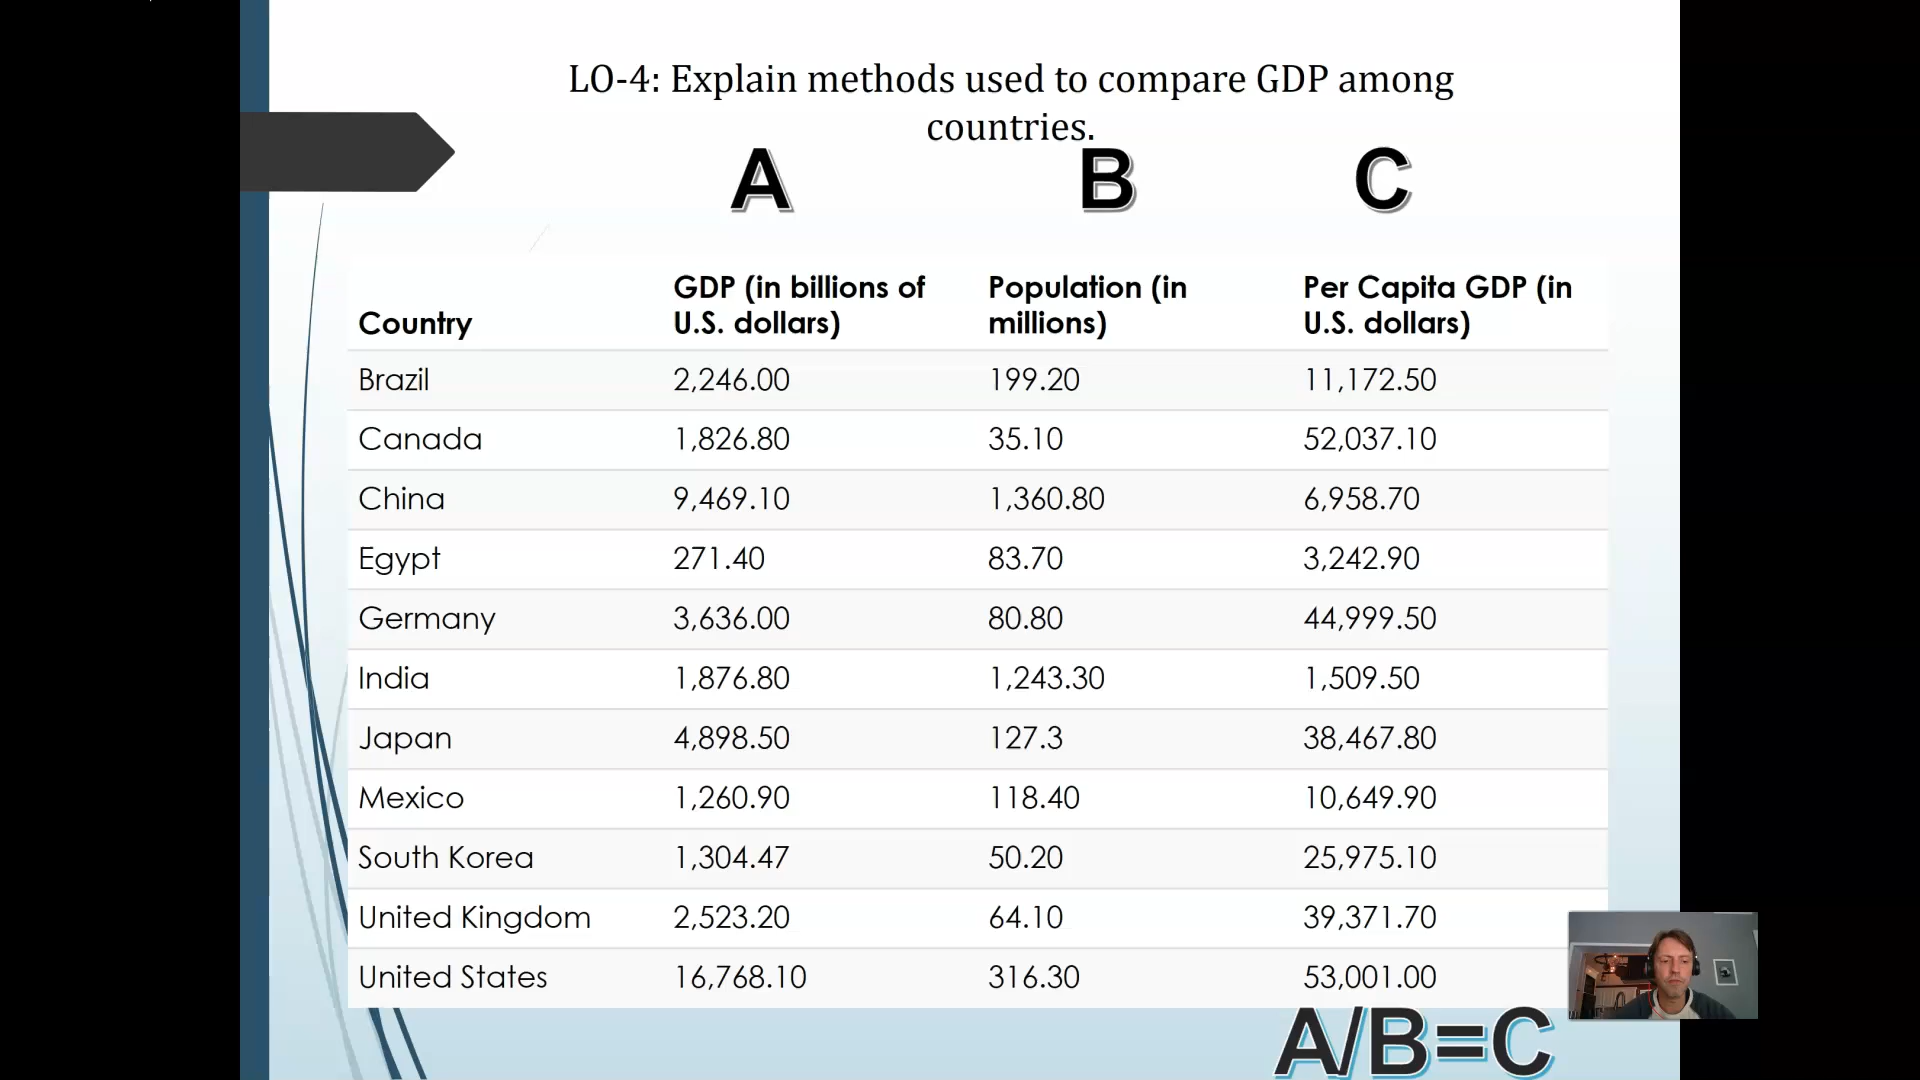 LO-4: Explain methods used to compare GDP among
countries.
A B C
Country GDP (in billions of U.S. dollars) Population (in millions) Per Capita GDP (in U.S. dollars)
Brazil 2,246.00 199.20 11,172.50
Canada 1,826.80 35.10 52,037.10
China 9,469.10 1,360.80 6,958.70
Egypt 271.40 83.70 3,242.90
Germany 3,636.00 80.80 44,999.50
India 1,876.80 1,243.30 1,509.50
Japan 4,898.50 127.3 38,467.80
Mexico 1,260.90 118.40 10,649.90
South Korea 1,304.47 50.20 25,975.10
United Kingdom 2,523.20 64.10 39,371.70
United States 16,768.10 316.30 53,001.00
A/B=C